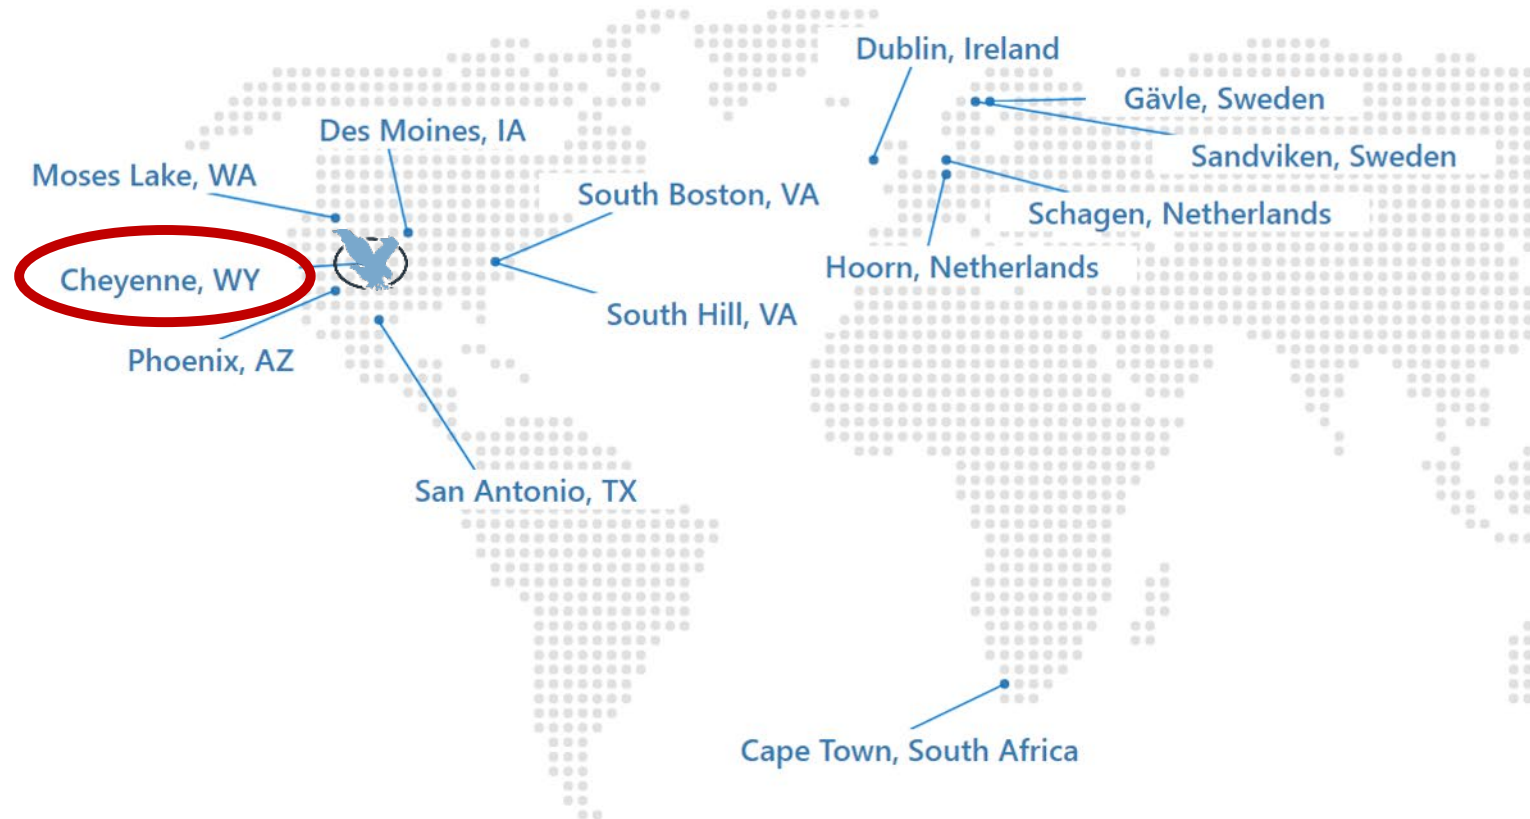 Dublin, Ireland
Gävle, Sweden
Des Moines, IA
Sandviken, Sweden
Moses Lake, WA
South Boston, VA
Schagen, Netherlands
Cheyenne, WY
Hoorn, Netherlands
South Hill, VA
Phoenix, AZ
San Antonio, TX
Cape Town, South Africa